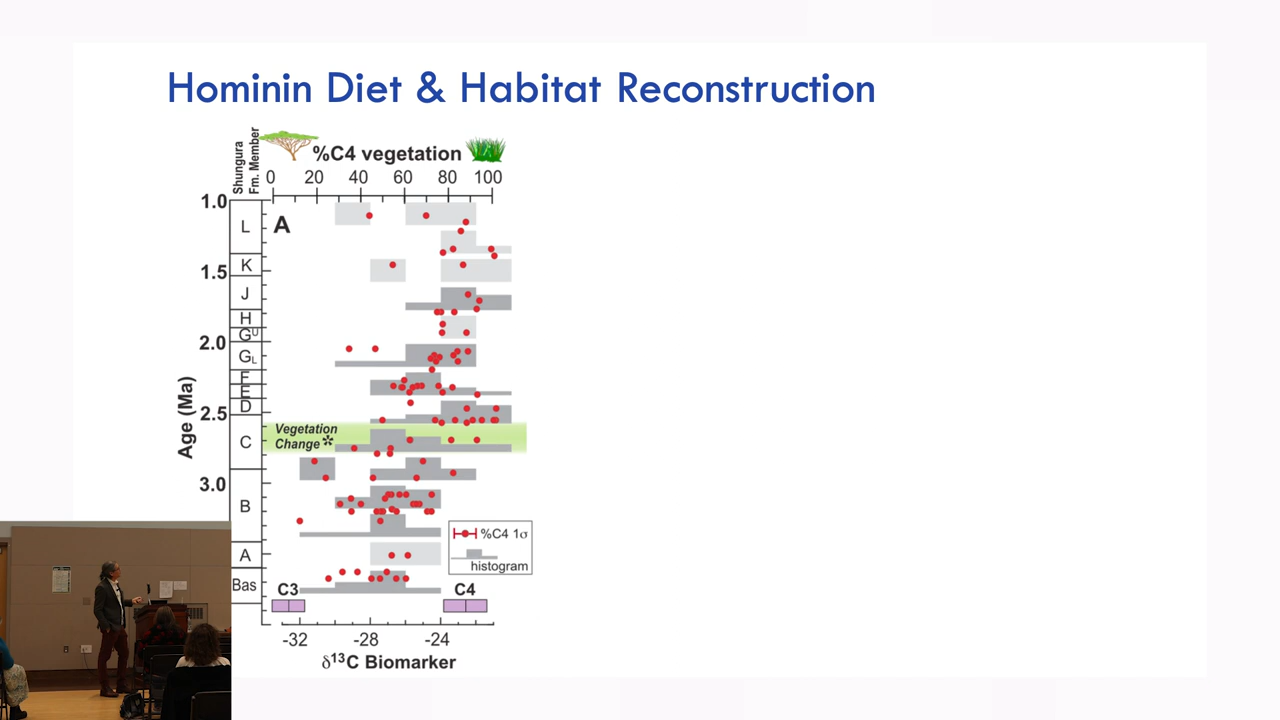 Hominin Diet & Habitat Reconstruction
Shungura
Fm. Member
%C4 vegetation
0 20 40 60 80 100
A
1.0
1.5
2.0
2.5
3.0
Age (Ma)
L
K
J
H
GU
GL
F
E
D
C
B
A
Bas
Vegetation
Change *
%C4 1σ
histogram
C3
C4
-32 -28 -24
δ13C Biomarker